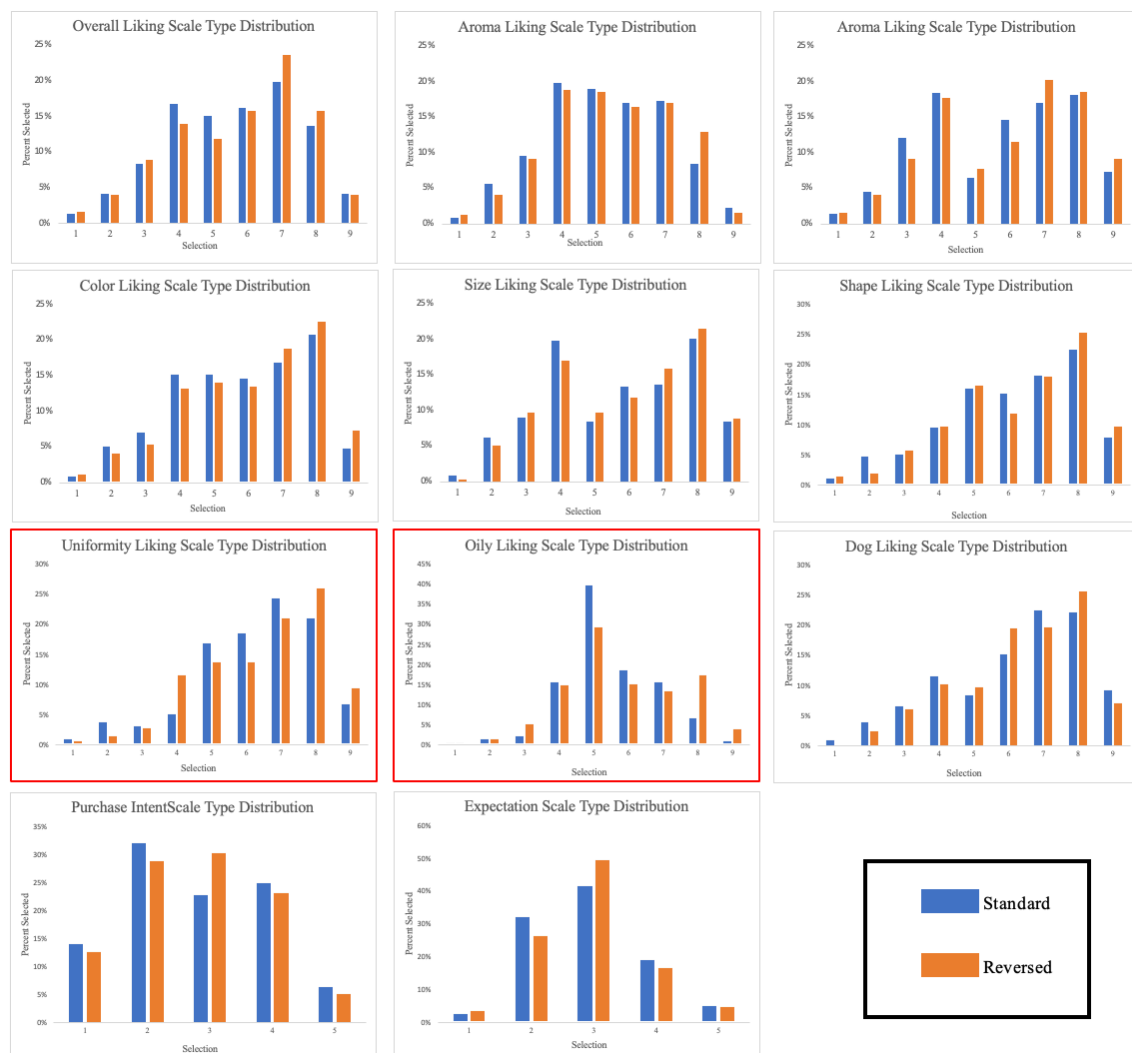 Overall Liking Scale Type Distribution
25%
20%
15%
10%
5%
0%
Percent Selected
1 2 3 4 5 6 7 8 9
Selection
Aroma Liking Scale Type Distribution
25%
20%
15%
10%
5%
0%
Percent Selected
1 2 3 4 5 6 7 8 9
Selection
Aroma Liking Scale Type Distribution
25%
20%
15%
10%
5%
0%
Percent Selected
1 2 3 4 5 6 7 8 9
Selection
Color Liking Scale Type Distribution
25%
20%
15%
10%
5%
0%
Percent Selected
1 2 3 4 5 6 7 8 9
Selection
Size Liking Scale Type Distribution
25%
20%
15%
10%
5%
0%
Percent Selected
1 2 3 4 5 6 7 8 9
Selection
Shape Liking Scale Type Distribution
30%
25%
20%
15%
10%
5%
0%
Percent Selected
1 2 3 4 5 6 7 8 9
Selection
Uniformity Liking Scale Type Distribution
30%
25%
20%
15%
10%
5%
0%
Percent Selected
1 2 3 4 5 6 7 8 9
Selection
Oily Liking Scale Type Distribution
45%
40%
35%
30%
25%
20%
15%
10%
5%
0%
Percent Selected
1 2 3 4 5 6 7 8 9
Selection
Dog Liking Scale Type Distribution
30%
25%
20%
15%
10%
5%
0%
Percent Selected
1 2 3 4 5 6 7 8 9
Selection
Purchase IntentScale Type Distribution
35%
30%
25%
20%
15%
10%
5%
0%
Percent Selected
1 2 3 4 5
Selection
Expectation Scale Type Distribution
60%
50%
40%
30%
20%
10%
0%
Percent Selected
1 2 3 4 5
Selection
Standard
Reversed